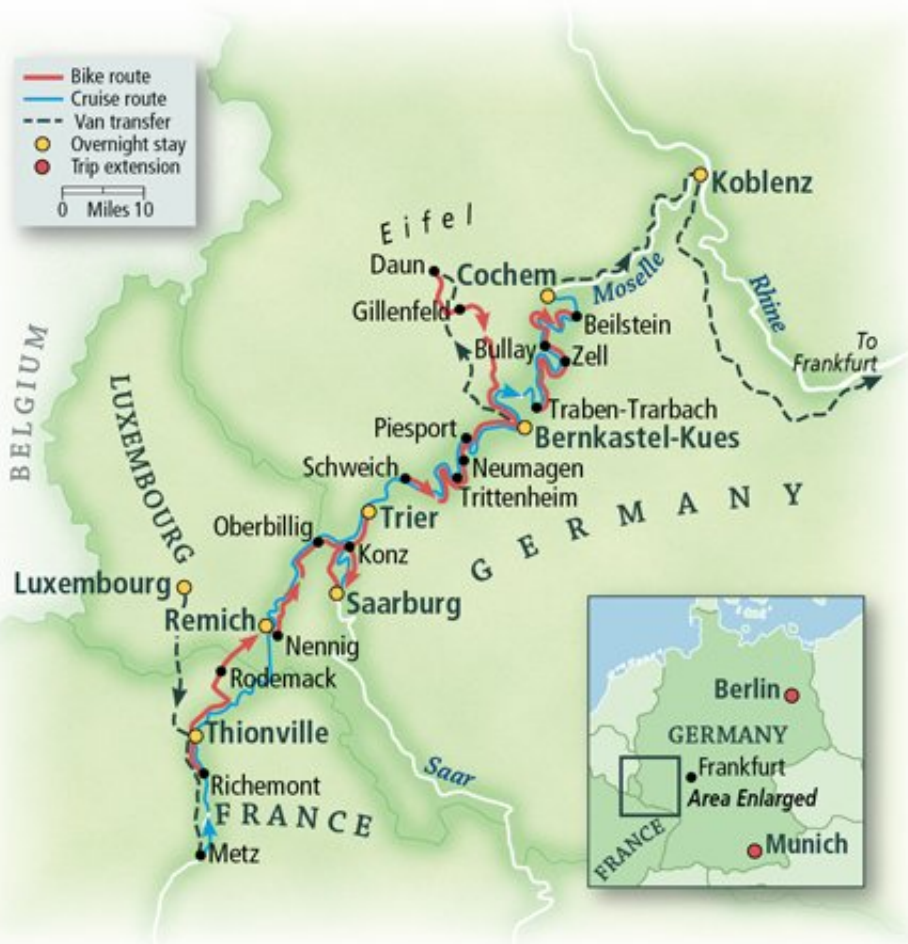 Bike route
Cruise route
Van transfer
Overnight stay
Trip extension
0 Miles 10
Koblenz
Eifel
Daun
Cochem
Moselle
Rhine
Gillenfeld
Beilstein
To
Frankfurt
Bullay
Zell
BELGIUM
LUXEMBOURG
Traben-Trarbach
Piesport
Bernkastel-Kues
Schweich
Neumagen
Trittenheim
GERMANY
Trier
Oberbillig
Konz
Luxembourg
Saarburg
Remich
Nennig
Rodemack
Thionville
Saar
Richemont
FRANCE
Metz
Berlin
GERMANY
Frankfurt
Area Enlarged
FRANCE
Munich